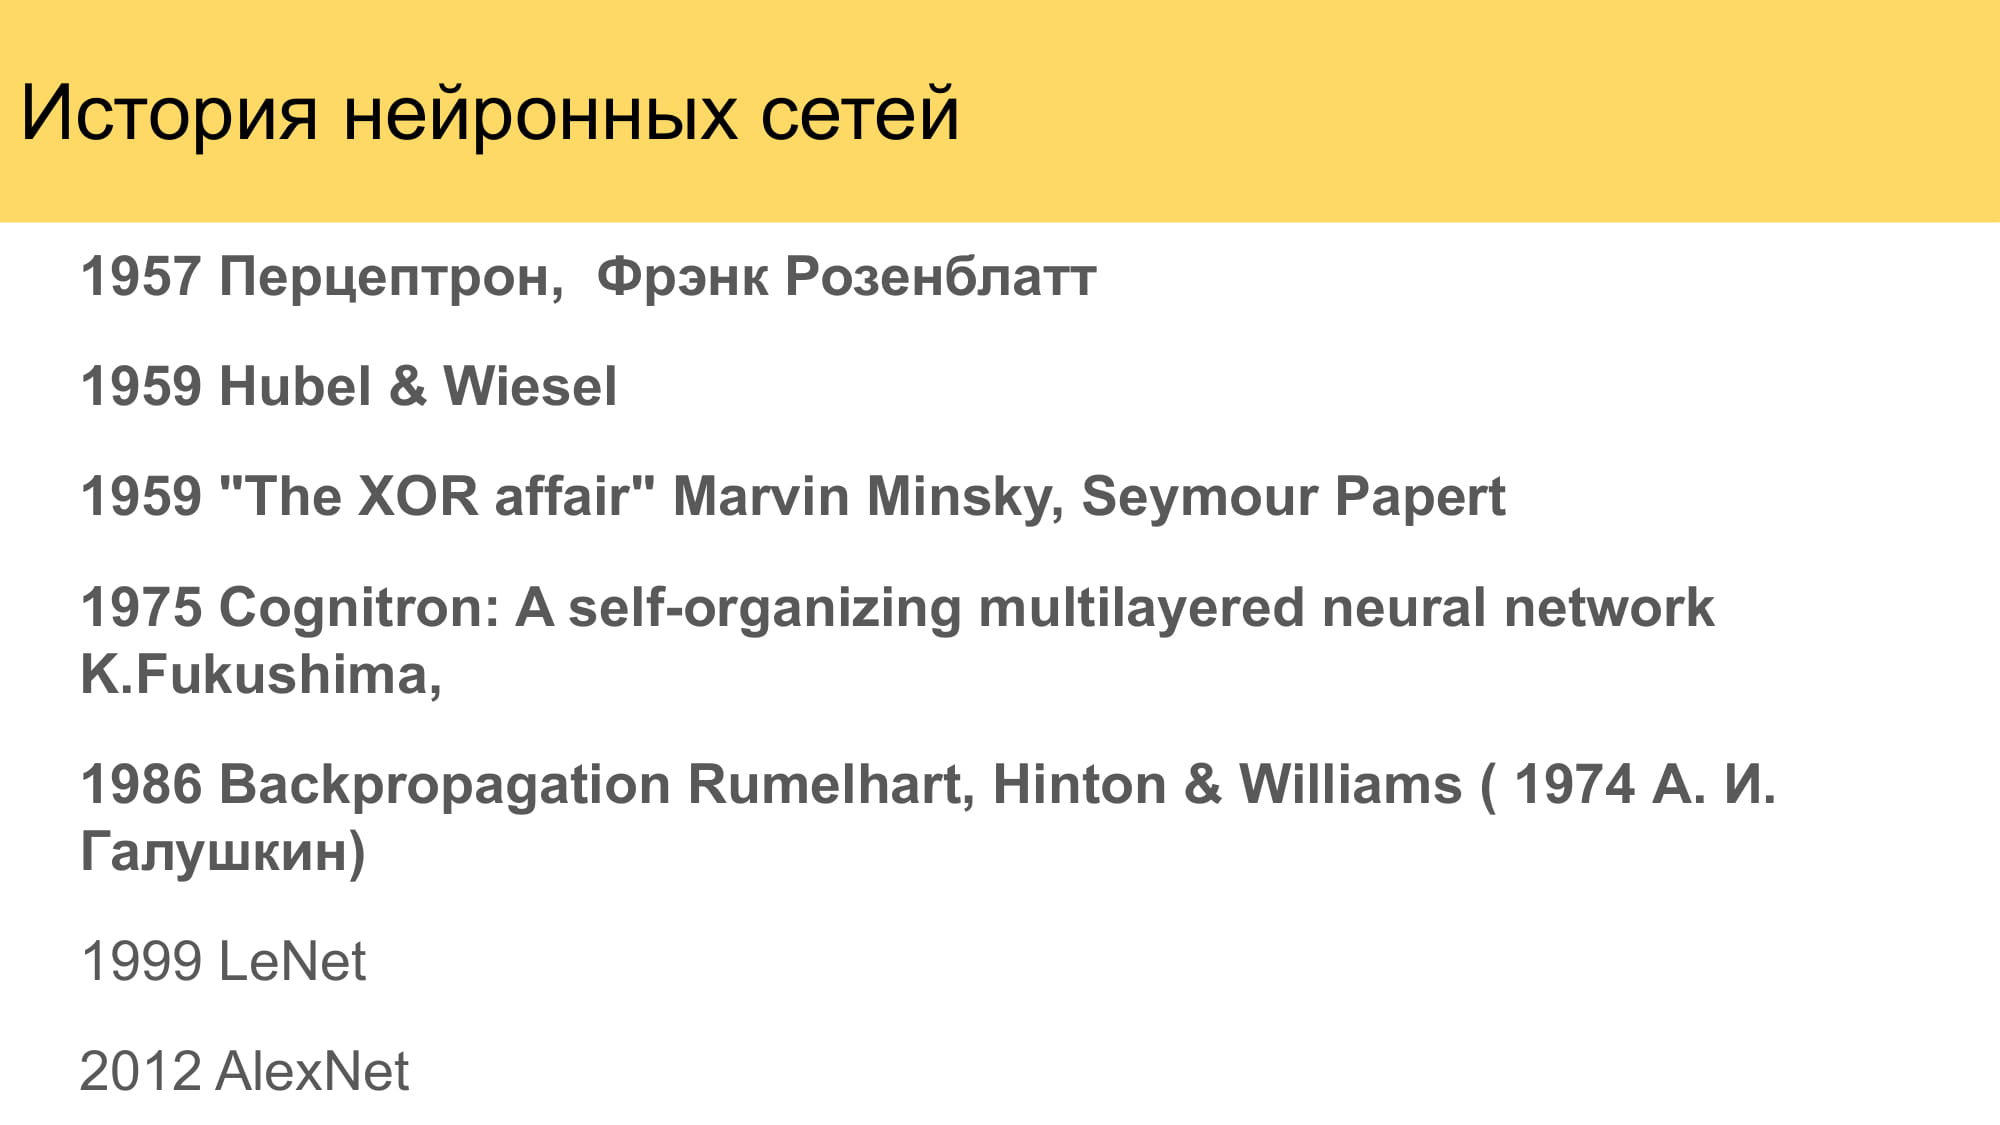 История нейронных сетей
1957 Перцептрон,  Фрэнк Розенблатт
1959 Hubel & Wiesel
1959 "The XOR affair" Marvin Minsky, Seymour Papert
1975 Cognitron: A self-organizing multilayered neural network
K.Fukushima,
1986 Backpropagation Rumelhart, Hinton & Williams ( 1974 А. И.
Галушкин)
1999 LeNet
2012 AlexNet